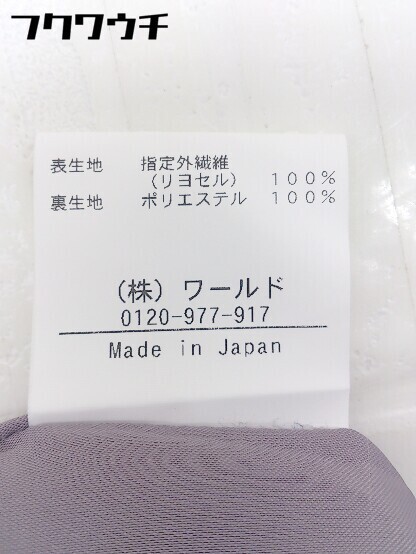 フクワウチ
表生地 指定外繊維
（リヨセル） １００％
裏生地 ポリエステル １００％
（株）ワールド
0120-977-917
Made in Japan